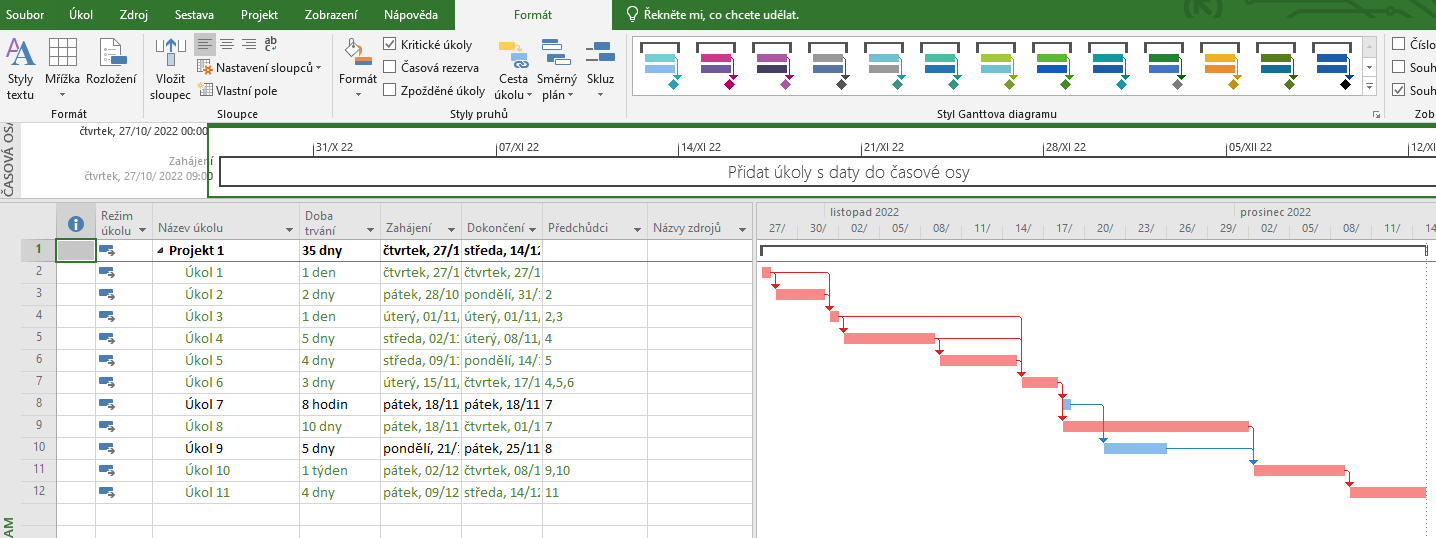 Soubor Úkol Zdroj Sestava Projekt Zobrazení Nápověda Formát Řekněte mi, co chcete udělat.
Styly textu
Mřížka
Rozložení
Formát
Vložit sloupec
ab c
Nastavení sloupců
Vlastní pole
Sloupce
Formát
Kritické úkoly
Časová rezerva
Zpožděné úkoly
Cesta úkolu
Směrný plán
Skluz
Styly pruhů
Styl Ganttova diagramu
Číslo
Souh
Souh
Zob
ČASOVÁ OSA
čtvrtek, 27/10/ 2022 00:00
Zahájení
čtvrtek, 27/10/ 2022 09:00
31/X 22 07/XI 22 14/XI 22 21/XI 22 28/XI 22 05/XII 22 12/XI
Přidat úkoly s daty do časové osy
Režim úkolu Název úkolu Doba trvání Zahájení Dokončení Předchůdci Názvy zdrojů
listopad 2022 prosinec 2022
27/ 30/ 02/ 05/ 08/ 11/ 14/ 17/ 20/ 23/ 26/ 29/ 02/ 05/ 08/ 11/ 14
1 Projekt 1 35 dny čtvrtek, 27/1 středa, 14/12
2 Úkol 1 1 den čtvrtek, 27/1 čtvrtek, 27/1
3 Úkol 2 2 dny pátek, 28/10 pondělí, 31/1 2
4 Úkol 3 1 den úterý, 01/11, úterý, 01/11, 2,3
5 Úkol 4 5 dny středa, 02/11 úterý, 08/11, 4
6 Úkol 5 4 dny středa, 09/11 pondělí, 14/1 5
7 Úkol 6 3 dny úterý, 15/11, čtvrtek, 17/1 4,5,6
8 Úkol 7 8 hodin pátek, 18/11 pátek, 18/11 7
9 Úkol 8 10 dny pátek, 18/11 čtvrtek, 01/1 7
10 Úkol 9 5 dny pondělí, 21/1 pátek, 25/11 8
11 Úkol 10 1 týden pátek, 02/12 čtvrtek, 08/1 9,10
12 Úkol 11 4 dny pátek, 09/12 středa, 14/12 11
AM